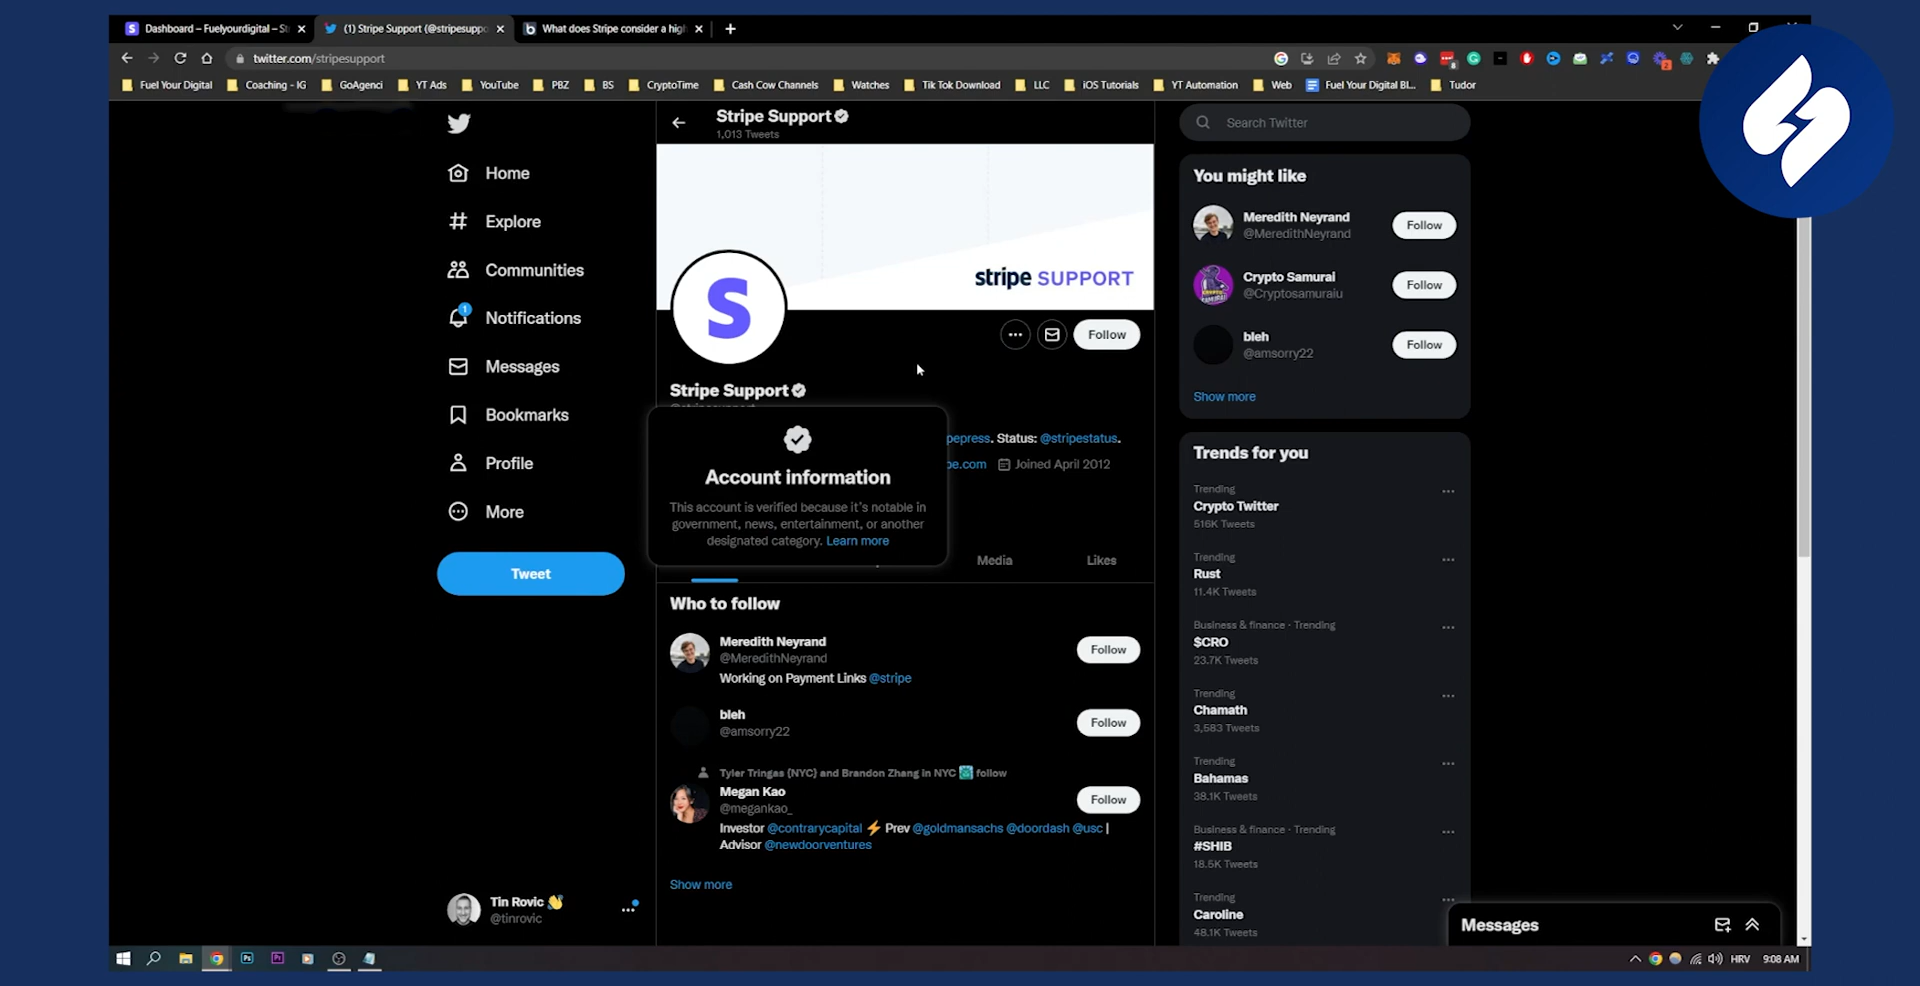 Dashboard – Fuelyourdigital – St
(1) Stripe Support (@stripesuppo
What does Stripe consider a high
twitter.com/stripesupport
Fuel Your Digital
Coaching - IG
GoAgenci
YT Ads
YouTube
PBZ
BS
CryptoTime
Cash Cow Channels
Watches
Tik Tok Download
LLC
iOS Tutorials
YT Automation
Web
Fuel Your Digital Bl...
Tudor
Home
Explore
Communities
1
Notifications
Messages
Bookmarks
Profile
More
Tweet
Tin Rovic
@tinrovic
Stripe Support
1,013 Tweets
stripe SUPPORT
S
Follow
Stripe Support
pepress. Status: @stripestatus.
pe.com Joined April 2012
Account information
This account is verified because it's notable in
government, news, entertainment, or another
designated category. Learn more
Media
Likes
Who to follow
Meredith Neyrand
@MeredithNeyrand
Working on Payment Links @stripe
Follow
bleh
@amsorry22
Follow
Tyler Tringas (NYC) and Brandon Zhang in NYC follow
Megan Kao
@megankao_
Investor @contrarycapital ⚡ Prev @goldmansachs @doordash @usc |
Advisor @newdoorventures
Follow
Show more
Search Twitter
You might like
Meredith Neyrand
@MeredithNeyrand
Follow
Crypto Samurai
@Cryptosamuraiu
Follow
bleh
@amsorry22
Follow
Show more
Trends for you
Trending
Crypto Twitter
516K Tweets
Trending
Rust
11.4K Tweets
Business & finance · Trending
$CRO
23.7K Tweets
Trending
Chamath
3,583 Tweets
Trending
Bahamas
38.1K Tweets
Business & finance · Trending
#SHIB
18.5K Tweets
Trending
Caroline
48.1K Tweets
Messages
HRV
9:08 AM